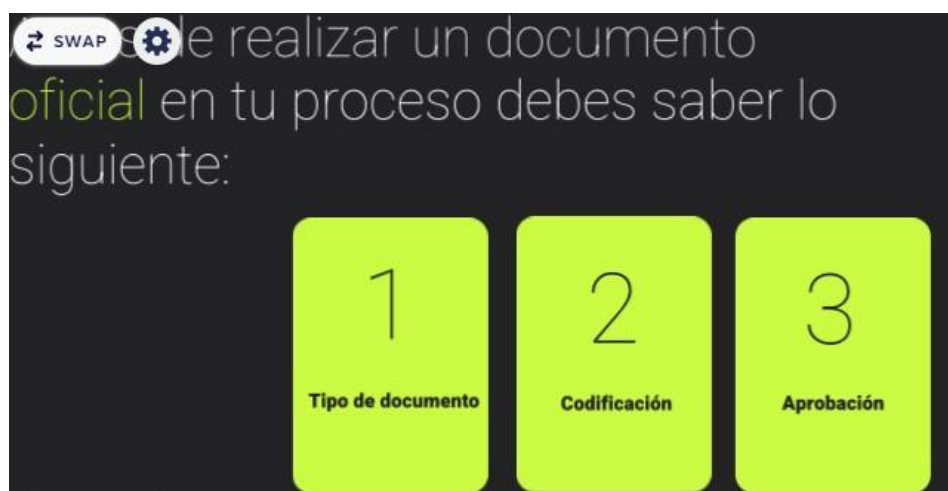 SWAP
de realizar un documento
oficial en tu proceso debes saber lo
siguiente:
1
Tipo de documento
2
Codificación
3
Aprobación